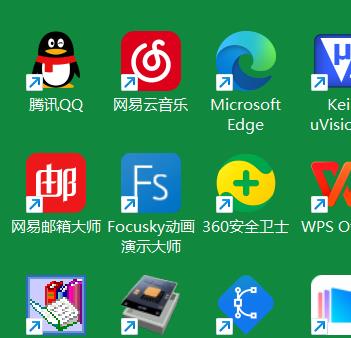 腾讯QQ
网易云音乐
Microsoft
Edge
Kei
uVisio
邮
网易邮箱大师
Fs
Focusky动画
演示大师
360安全卫士
WPS O